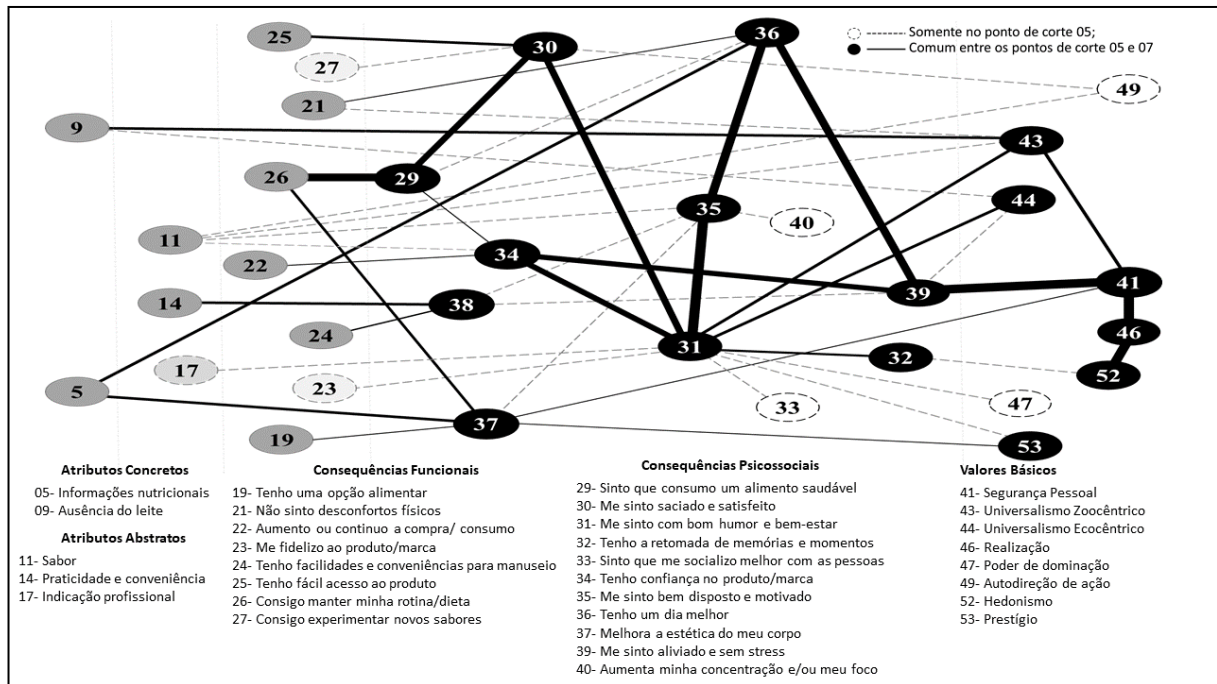 25
30
36
Somente no ponto de corte 05;
Comum entre os pontos de corte 05 e 07
27
21
49
9
43
26
29
44
35
40
11
34
22
14
38
39
41
24
31
46
32
52
17
23
5
33
47
37
19
53
Atributos Concretos
05- Informações nutricionais
09- Ausência do leite
Atributos Abstratos
11- Sabor
14- Praticidade e conveniência
17- Indicação profissional
Consequências Funcionais
19- Tenho uma opção alimentar
21- Não sinto desconfortos físicos
22- Aumento ou continuo a compra/ consumo
23- Me fidelizo ao produto/marca
24- Tenho facilidades e conveniências para manuseio
25- Tenho fácil acesso ao produto
26- Consigo manter minha rotina/dieta
27- Consigo experimentar novos sabores
Consequências Psicossociais
29- Sinto que consumo um alimento saudável
30- Me sinto saciado e satisfeito
31- Me sinto com bom humor e bem-estar
32- Tenho a retomada de memórias e momentos
33- Sinto que me socializo melhor com as pessoas
34- Tenho confiança no produto/marca
35- Me sinto bem disposto e motivado
36- Tenho um dia melhor
37- Melhora a estética do meu corpo
39- Me sinto aliviado e sem stress
40- Aumenta minha concentração e/ou meu foco
Valores Básicos
41- Segurança Pessoal
43- Universalismo Zoocêntrico
44- Universalismo Ecocêntrico
46- Realização
47- Poder de dominação
49- Autodireção de ação
52- Hedonismo
53- Prestígio